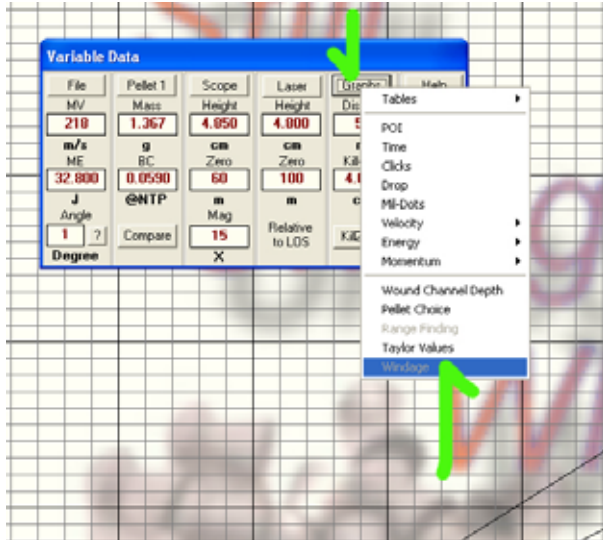 Variable Data
File Pellet 1 Scope Laser Graphs Help
MV Mass Height Height
218 1.367 4.050 4.000
m/s g cm cm
ME BC Zero Zero
32.800 0.0590 60 100
J @NTP m m
Angle Mag Relative
1 ? Compare 15 to LOS
Degree X
Tables
POI
Time
Clicks
Drop
Mil-Dots
Velocity
Energy
Momentum
Wound Channel Depth
Pellet Choice
Range Finding
Taylor Values
Windage